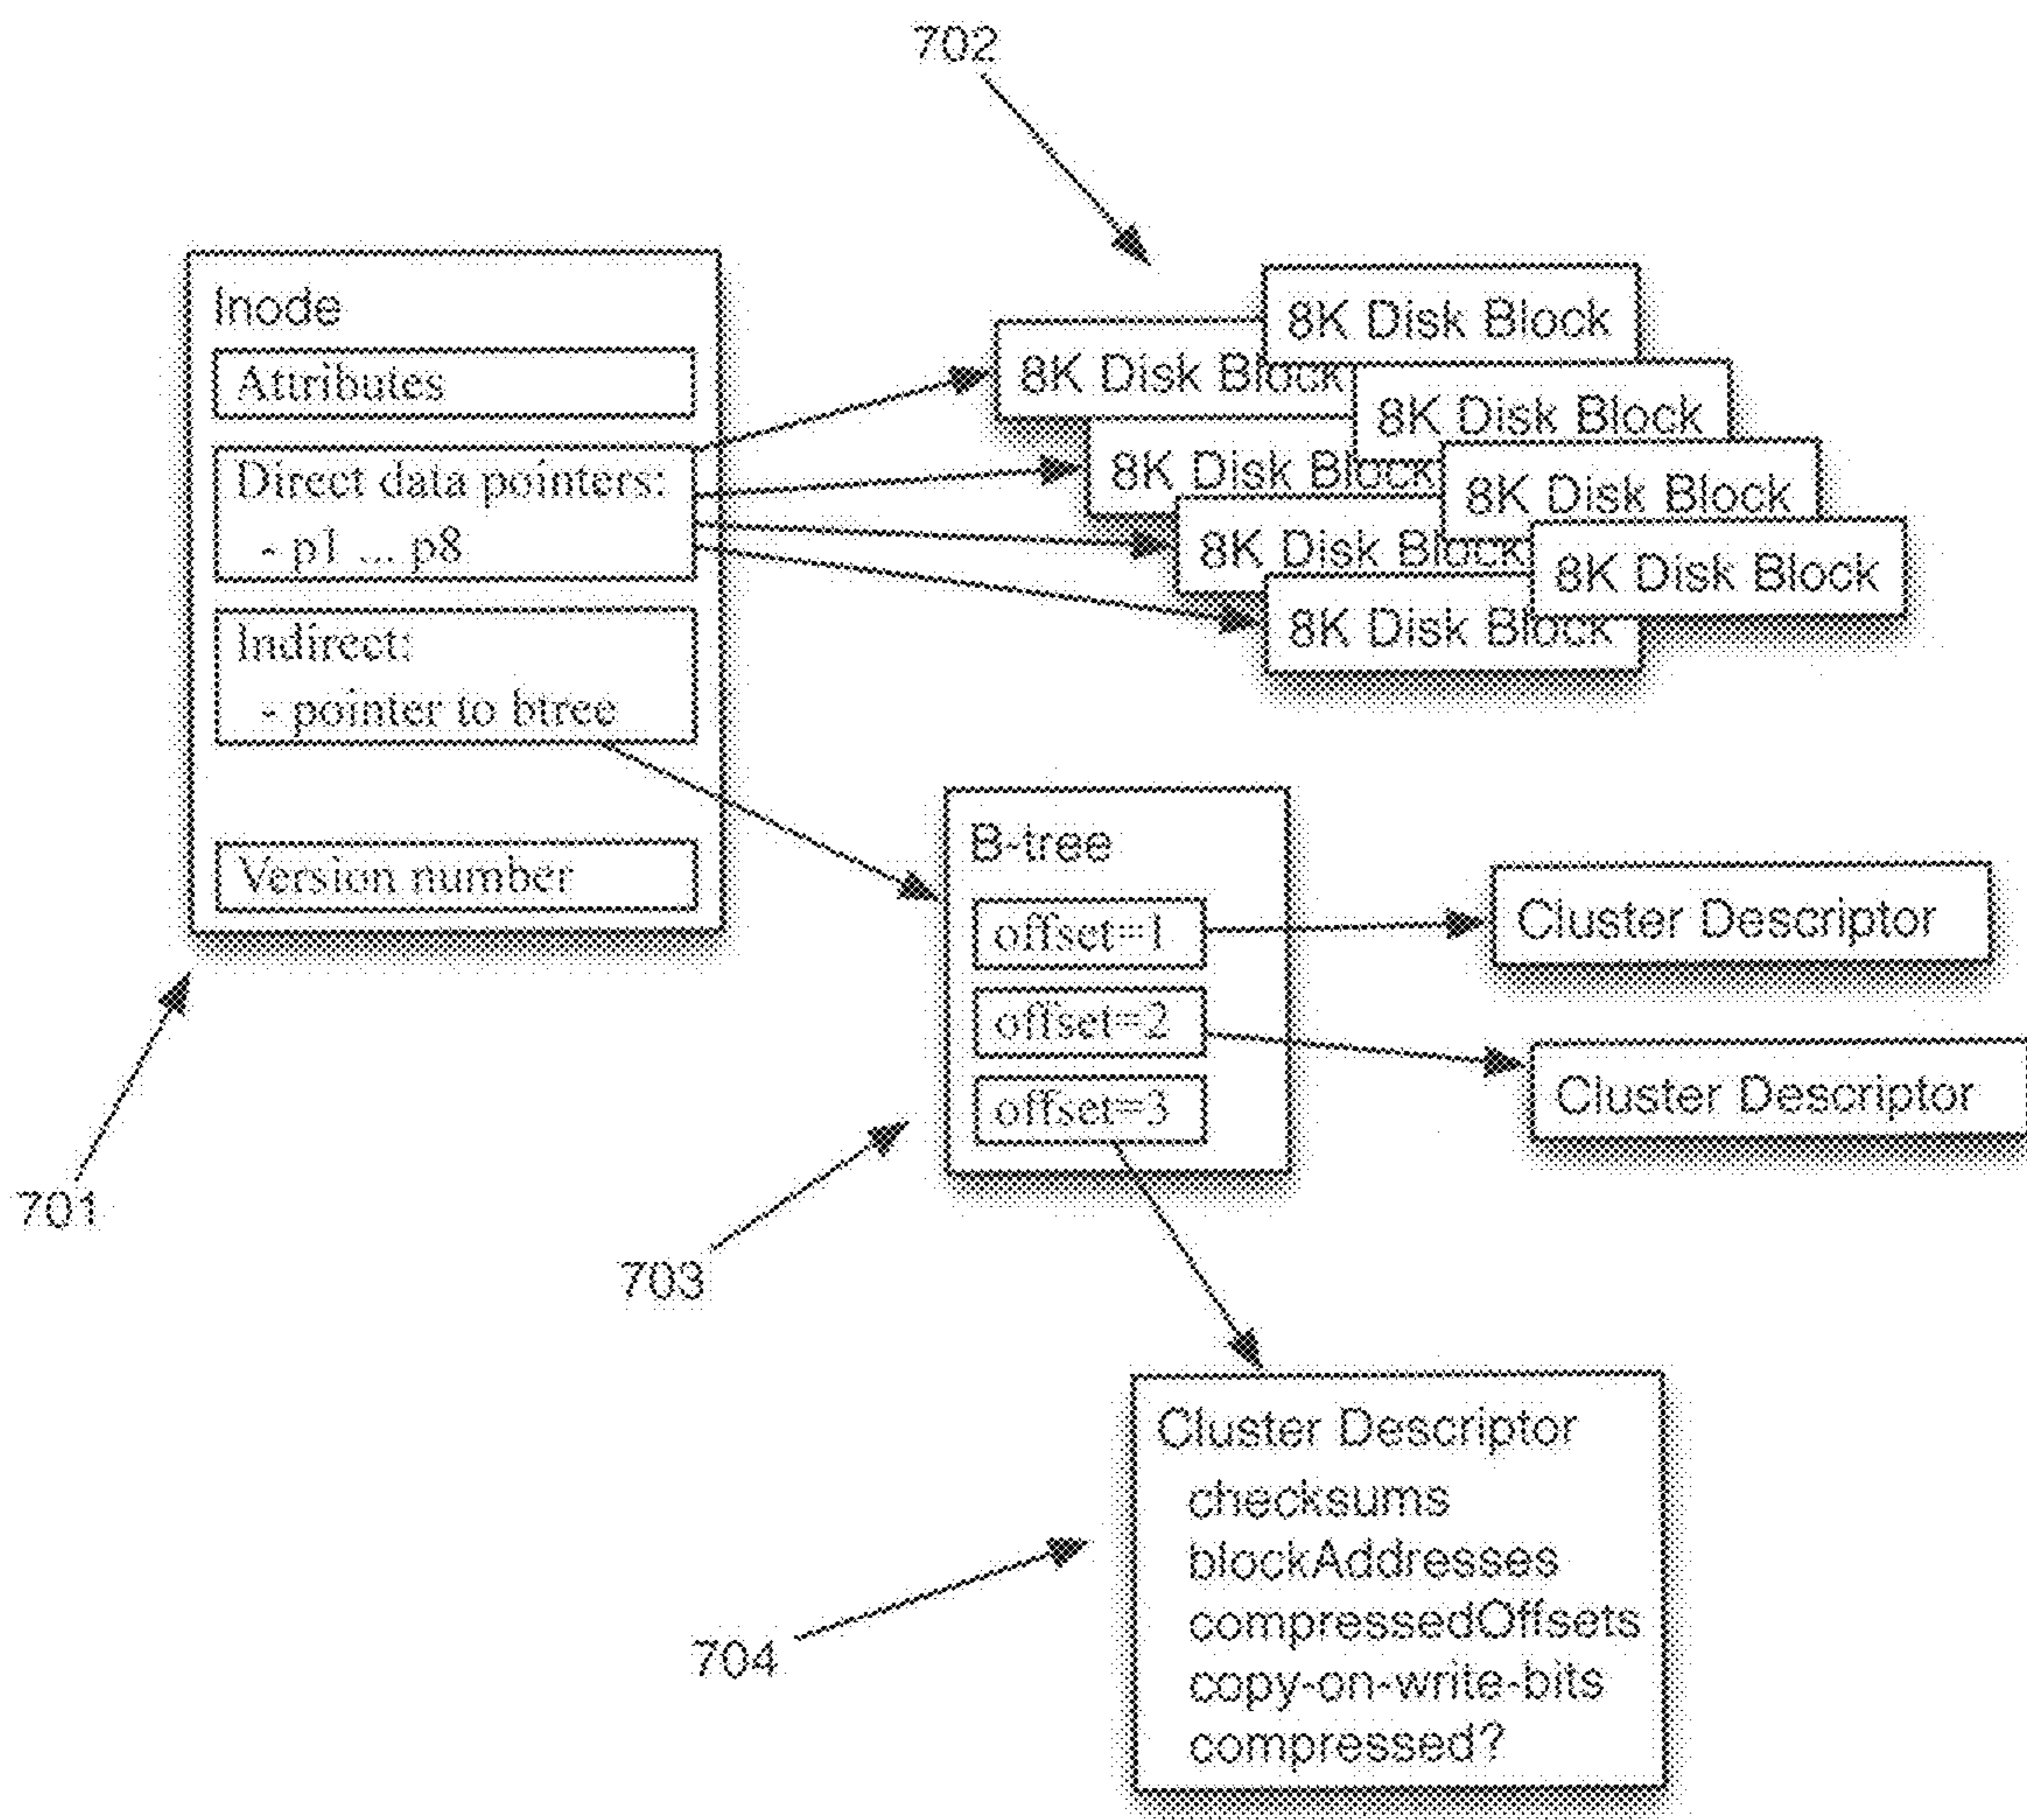 702
Inode
Attributes
Direct data pointers:
- p1 ... p8
Indirect:
- pointer to btree
Version number
701
8K Disk Block
8K Disk Block
8K Disk Block
8K Disk Block
8K Disk Block
8K Disk Block
8K Disk Block
8K Disk Block
B-tree
offset=1
offset=2
offset=3
703
Cluster Descriptor
Cluster Descriptor
Cluster Descriptor
checksums
blockAddresses
compressedOffsets
copy-on-write-bits
compressed?
704